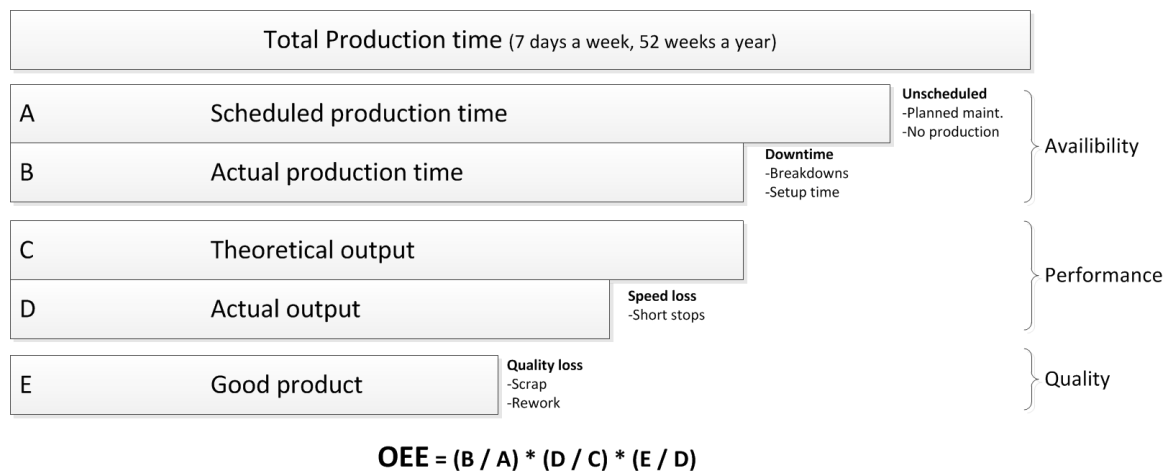 Total Production time (7 days a week, 52 weeks a year)
A Scheduled production time
Unscheduled
-Planned maint.
-No production
Availibility
B Actual production time
Downtime
-Breakdowns
-Setup time
C Theoretical output
Performance
D Actual output
Speed loss
-Short stops
E Good product
Quality loss
-Scrap
-Rework
Quality
OEE = (B / A) * (D / C) * (E / D)